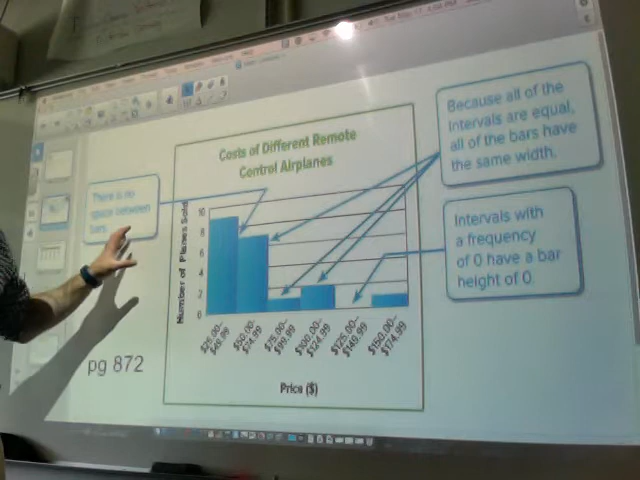 Costs of Different Remote
Control Airplanes
There is no
space between
bars.
Because all of the
intervals are equal,
all of the bars have
the same width.
Intervals with
a frequency
of 0 have a bar
height of 0.
Number of Planes Sold
10
8
6
4
2
0
$25.00–
$49.99
$50.00–
$74.99
$75.00–
$99.99
$100.00–
$124.99
$125.00–
$149.99
$150.00–
$174.99
Price ($)
pg 872